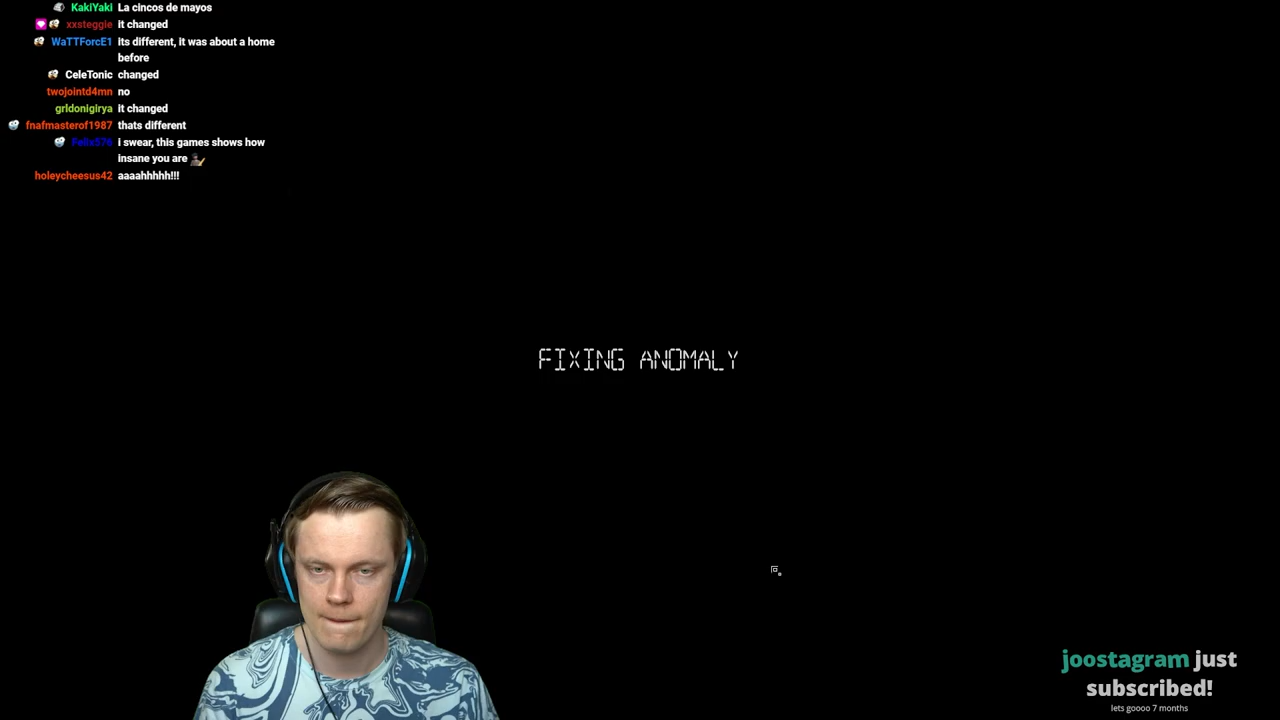 KakiYaki La cincos de mayos
xxsteggie it changed
WaTTForcE1 its different, it was about a home
before
CeleTonic changed
twojointd4mn no
grldonigirya it changed
fnafmasterof1987 thats different
Felix576 i swear, this games shows how
insane you are
holeycheesus42 aaaahhhhh!!!
FIXING ANOMALY
joostagram just
subscribed!
lets goooo 7 months